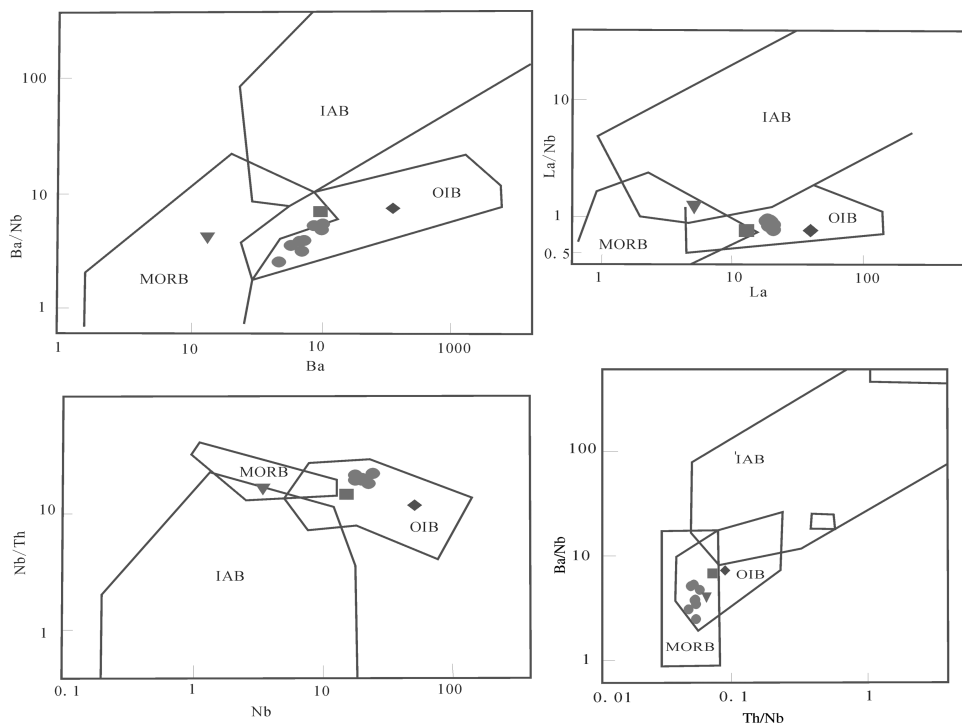 100
10
1
Ba/Nb
IAB
OIB
MORB
1
10
10
1000
Ba
10
1
0. 5
La/Nb
IAB
OIB
MORB
1
10
100
La
10
1
Nb/Th
MORB
OIB
IAB
0. 1
1
10
100
Nb
100
10
1
Ba/Nb
IAB
OIB
MORB
0. 01
0. 1
1
Th/Nb